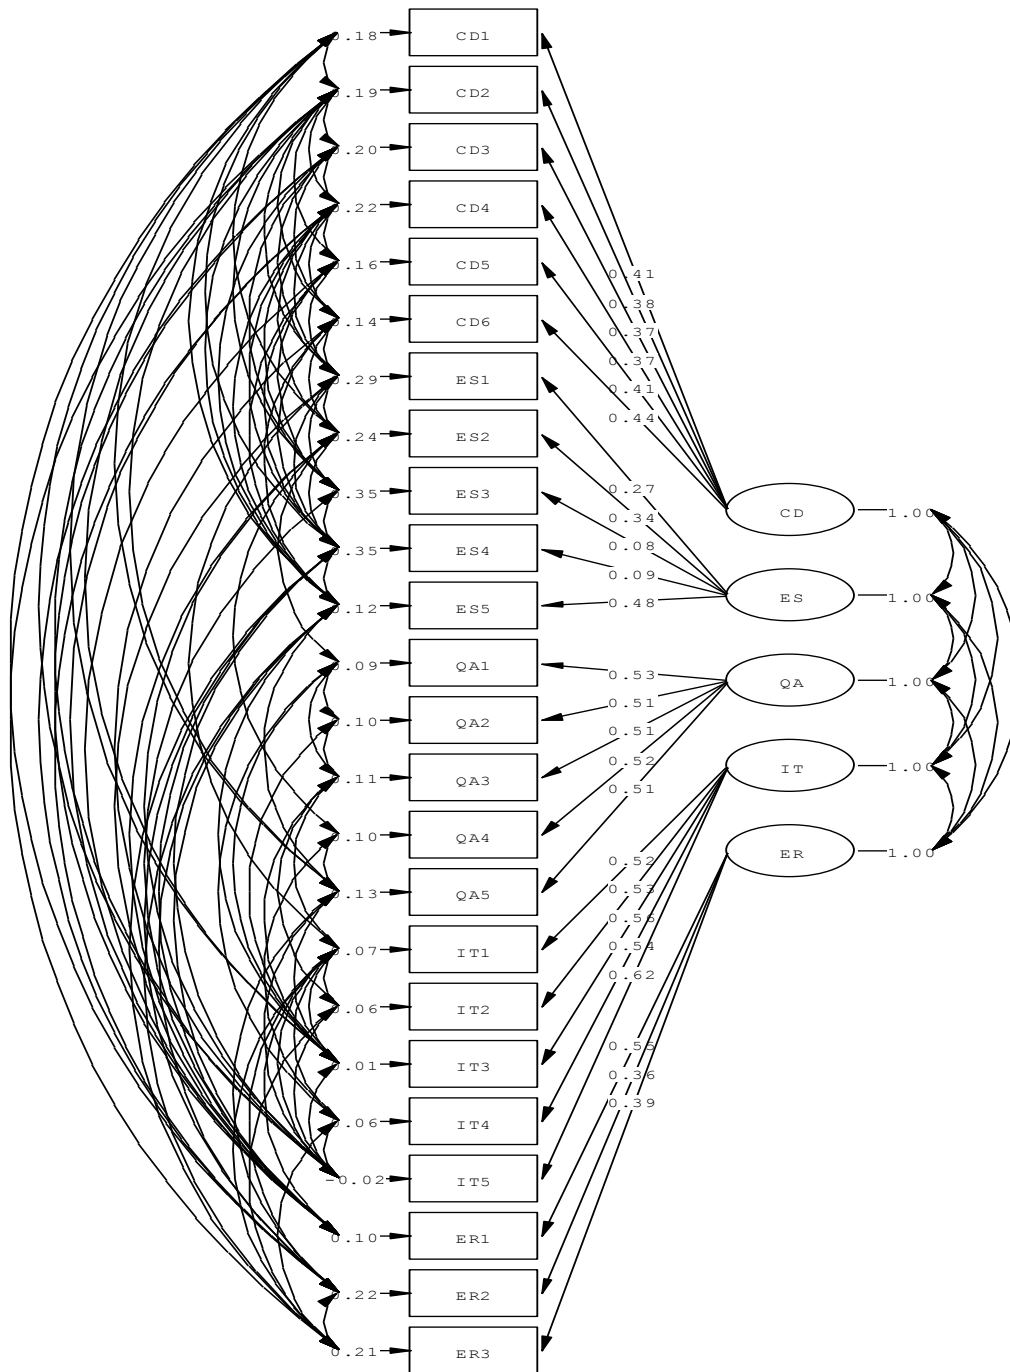 0.18 CD1
0.19 CD2
0.20 CD3
0.22 CD4
0.16 CD5
0.41
0.38
0.14 CD6
0.37
0.37
0.29 ES1
0.41
0.44
0.24 ES2
0.35 ES3
0.27
CD 1.00
0.34
0.35 ES4
0.08
0.09
ES 1.00
0.12 ES5
0.48
0.09 QA1
0.53
QA 1.00
0.51
0.10 QA2
0.51
0.52
IT 1.00
0.11 QA3
0.51
0.10 QA4
ER 1.00
0.52
0.13 QA5
0.53
0.56
0.07 IT1
0.54
0.62
0.06 IT2
0.55
0.01 IT3
0.36
0.39
0.06 IT4
-0.02 IT5
0.10 ER1
0.22 ER2
0.21 ER3